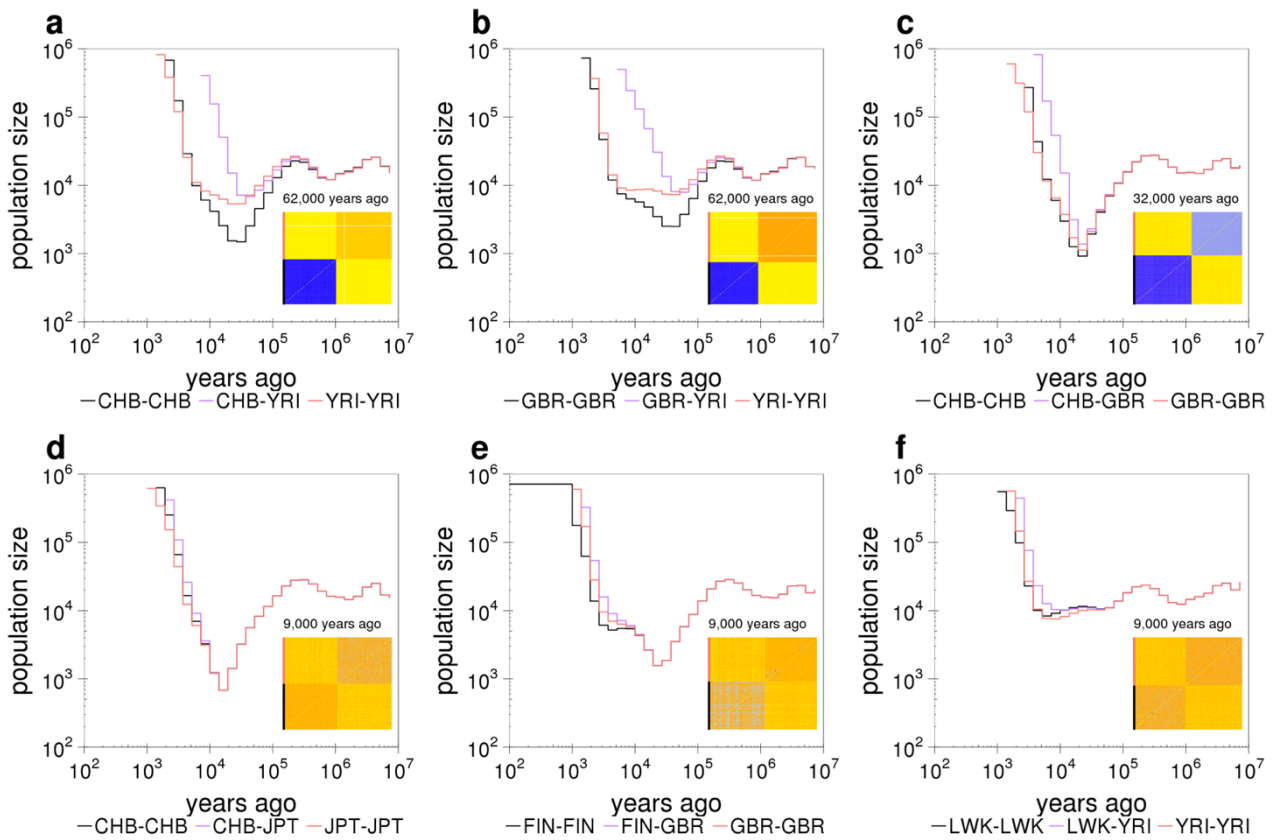 a b c
10^6 10^6 10^6
10^5 10^5 10^5
10^4 10^4 10^4
10^3 10^3 10^3
10^2 10^2 10^2
population size population size population size
62,000 years ago 62,000 years ago 32,000 years ago
10^2 10^3 10^4 10^5 10^6 10^7 10^2 10^3 10^4 10^5 10^6 10^7 10^2 10^3 10^4 10^5 10^6 10^7
years ago years ago years ago
CHB-CHB CHB-YRI YRI-YRI GBR-GBR GBR-YRI YRI-YRI CHB-CHB CHB-GBR GBR-GBR
d e f
10^6 10^6 10^6
10^5 10^5 10^5
10^4 10^4 10^4
10^3 10^3 10^3
10^2 10^2 10^2
population size population size population size
9,000 years ago 9,000 years ago 9,000 years ago
10^2 10^3 10^4 10^5 10^6 10^7 10^2 10^3 10^4 10^5 10^6 10^7 10^2 10^3 10^4 10^5 10^6 10^7
years ago years ago years ago
CHB-CHB CHB-JPT JPT-JPT FIN-FIN FIN-GBR GBR-GBR LWK-LWK LWK-YRI YRI-YRI